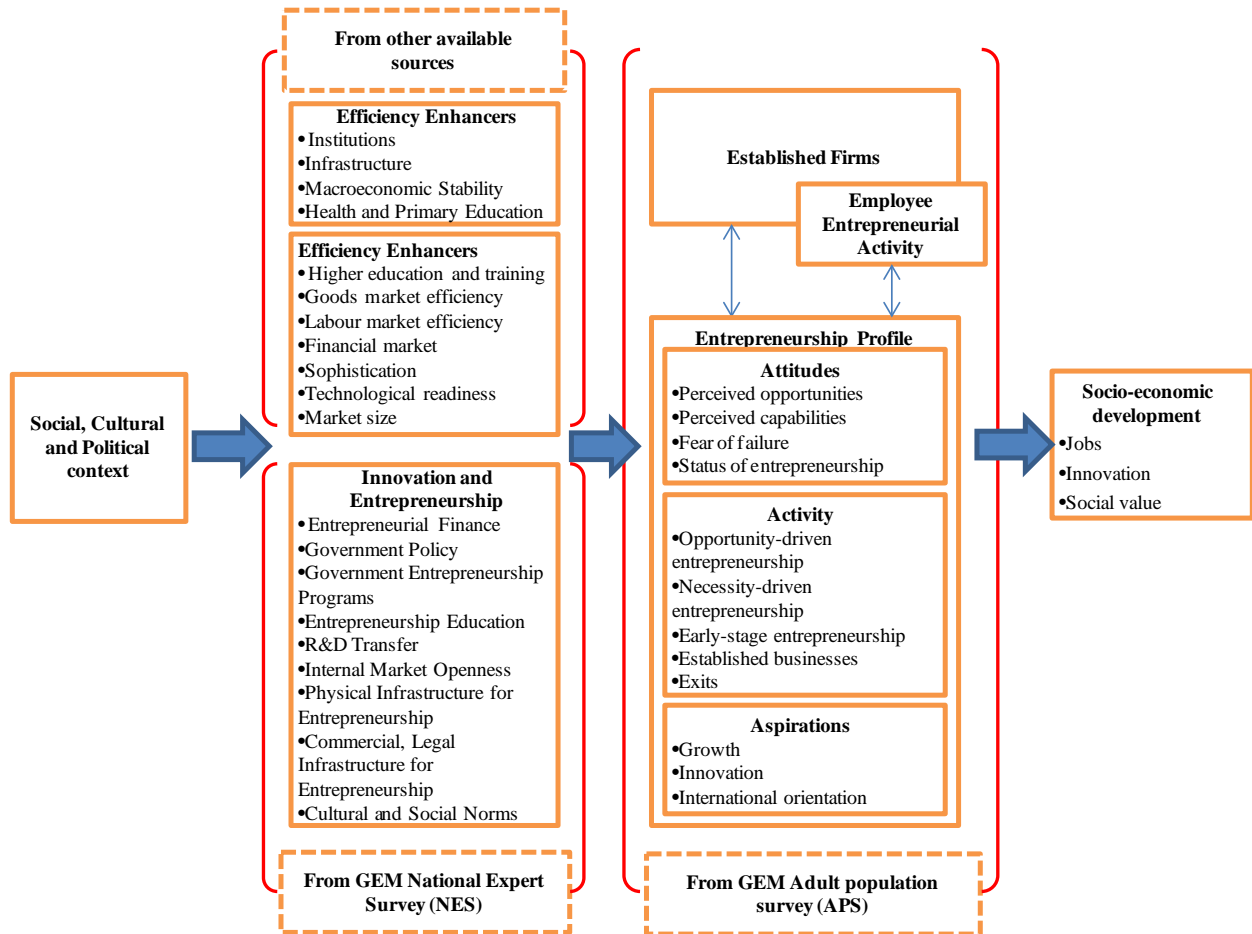 From other available
sources
Efficiency Enhancers
•Institutions
•Infrastructure
•Macroeconomic Stability
•Health and Primary Education
Efficiency Enhancers
•Higher education and training
•Goods market efficiency
•Labour market efficiency
•Financial market
•Sophistication
•Technological readiness
•Market size
Social, Cultural
and Political
context
Innovation and
Entrepreneurship
•Entrepreneurial Finance
•Government Policy
•Government Entrepreneurship
Programs
•Entrepreneurship Education
•R&D Transfer
•Internal Market Openness
•Physical Infrastructure for
Entrepreneurship
•Commercial, Legal
Infrastructure for
Entrepreneurship
•Cultural and Social Norms
From GEM National Expert
Survey (NES)
Established Firms
Employee
Entrepreneurial
Activity
Entrepreneurship Profile
Attitudes
•Perceived opportunities
•Perceived capabilities
•Fear of failure
•Status of entrepreneurship
Activity
•Opportunity-driven
entrepreneurship
•Necessity-driven
entrepreneurship
•Early-stage entrepreneurship
•Established businesses
•Exits
Aspirations
•Growth
•Innovation
•International orientation
From GEM Adult population
survey (APS)
Socio-economic
development
•Jobs
•Innovation
•Social value